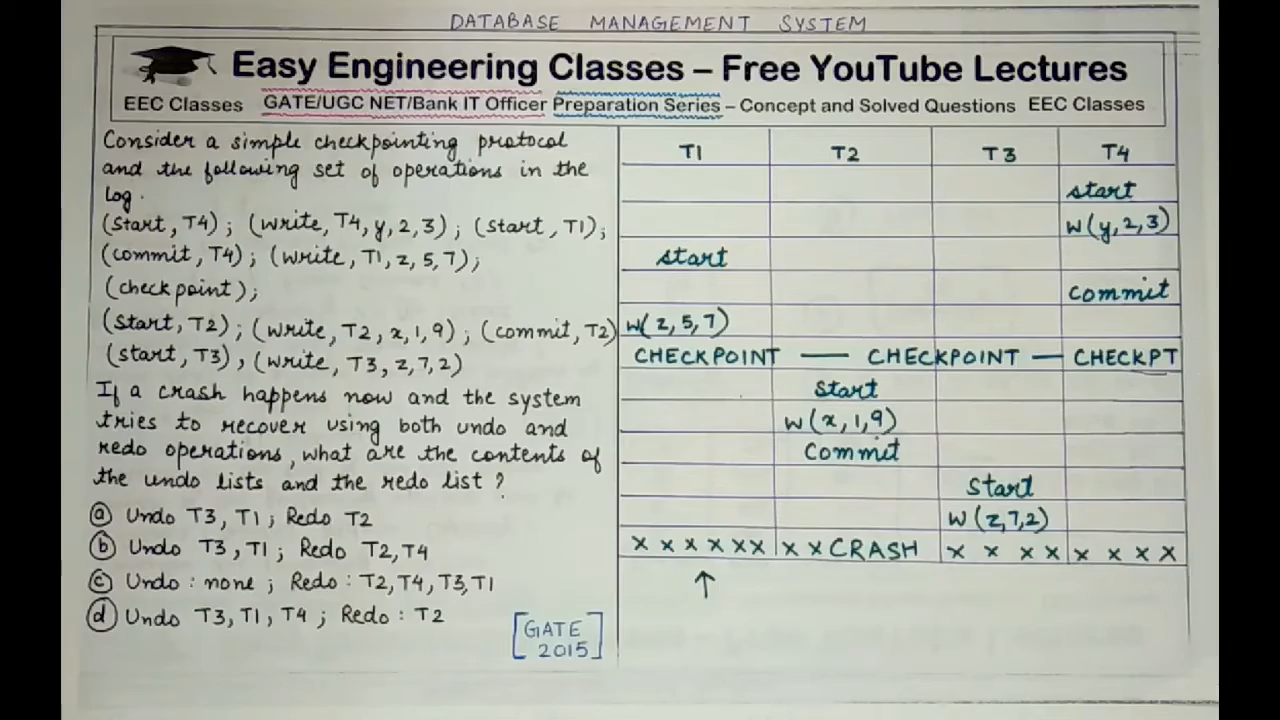 DATABASE MANAGEMENT SYSTEM
Easy Engineering Classes – Free YouTube Lectures
EEC Classes GATE/UGC NET/Bank IT Officer Preparation Series – Concept and Solved Questions EEC Classes
Consider a simple checkpointing protocol
and the following set of operations in the
log.
(start, T4); (write, T4, y, 2, 3); (start, T1);
(commit, T4); (write, T1, z, 5, 7);
(checkpoint);
(start, T2); (write, T2, x, 1, 9); (commit, T2)
(start, T3), (write, T3, z, 7, 2)
If a crash happens now and the system
tries to recover using both undo and
redo operations, what are the contents of
the undo lists and the redo list ?
(a) Undo T3, T1; Redo T2
(b) Undo T3, T1; Redo T2, T4
(c) Undo : none ; Redo : T2, T4, T3, T1
(d) Undo T3, T1, T4 ; Redo : T2
[GATE
2015]
T1 T2 T3 T4
start
W(y, 2, 3)
start
commit
W(z, 5, 7)
CHECKPOINT — CHECKPOINT — CHECKPT
Start
W(x, 1, 9)
Commit
Start
W(z, 7, 2)
x x x x x x x x CRASH x x x x x x x x
↑